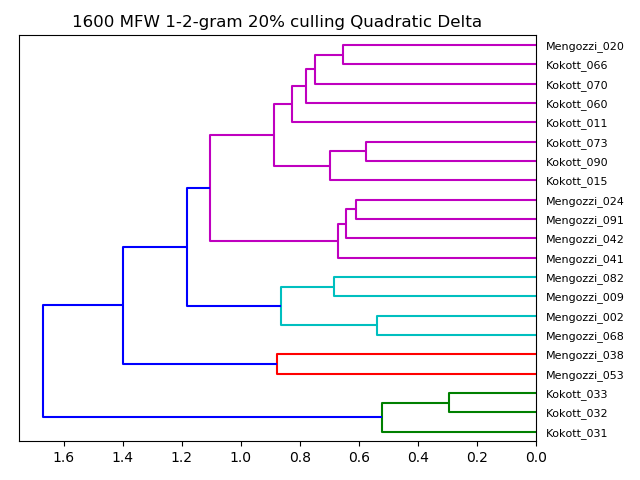 1600 MFW 1-2-gram 20% culling Quadratic Delta
Mengozzi_020
Kokott_066
Kokott_070
Kokott_060
Kokott_011
Kokott_073
Kokott_090
Kokott_015
Mengozzi_024
Mengozzi_091
Mengozzi_042
Mengozzi_041
Mengozzi_082
Mengozzi_009
Mengozzi_002
Mengozzi_068
Mengozzi_038
Mengozzi_053
Kokott_033
Kokott_032
Kokott_031
1.6 1.4 1.2 1.0 0.8 0.6 0.4 0.2 0.0